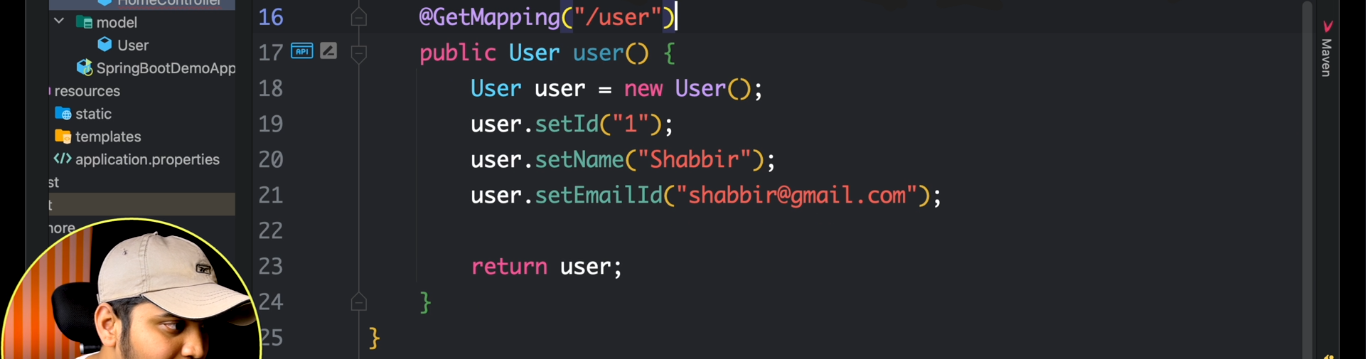 HomeController
model
User
SpringBootDemoApp
resources
static
templates
application.properties
16 @GetMapping("/user")
17 API public User user() {
18 User user = new User();
19 user.setId("1");
20 user.setName("Shabbir");
21 user.setEmailId("shabbir@gmail.com");
22
23 return user;
24 }
25 }
Maven